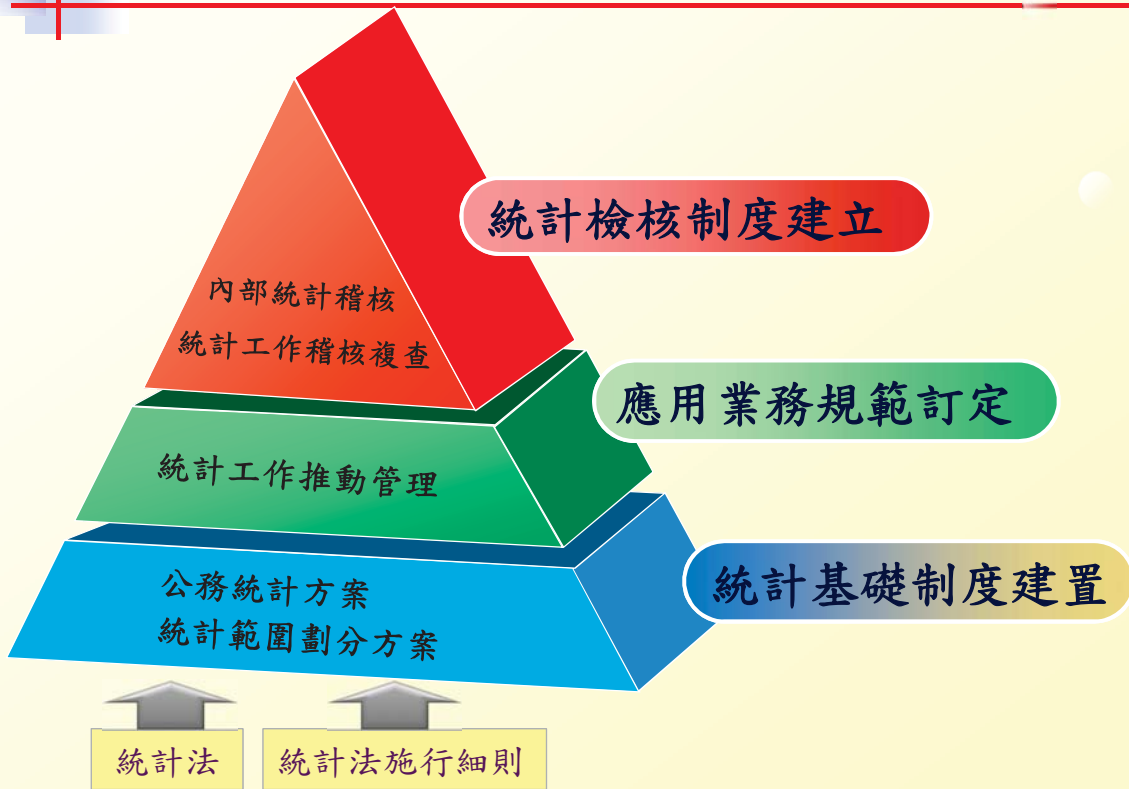 統計檢核制度建立
內部統計稽核
統計工作稽核複查
應用業務規範訂定
統計工作推動管理
統計基礎制度建置
公務統計方案
統計範圍劃分方案
統計法
統計法施行細則